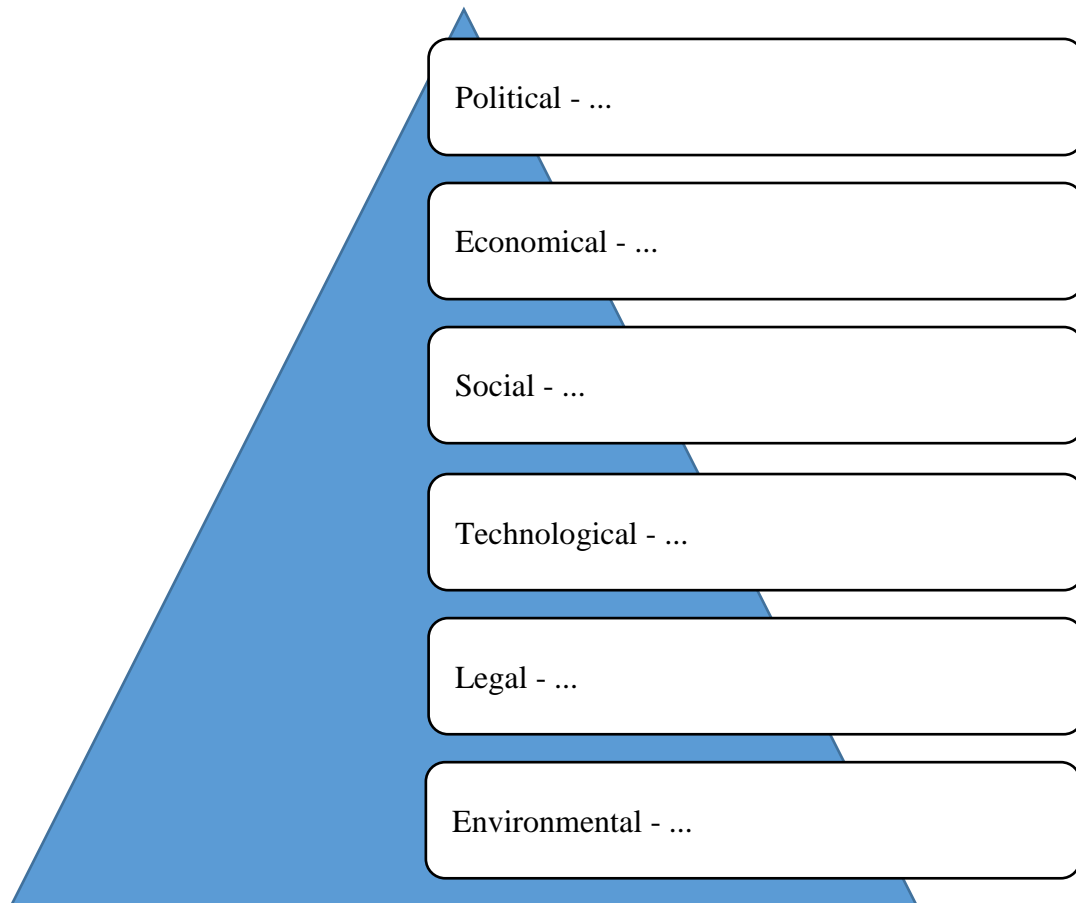 Political - ...
Economical - ...
Social - ...
Technological - ...
Legal - ...
Environmental - ...